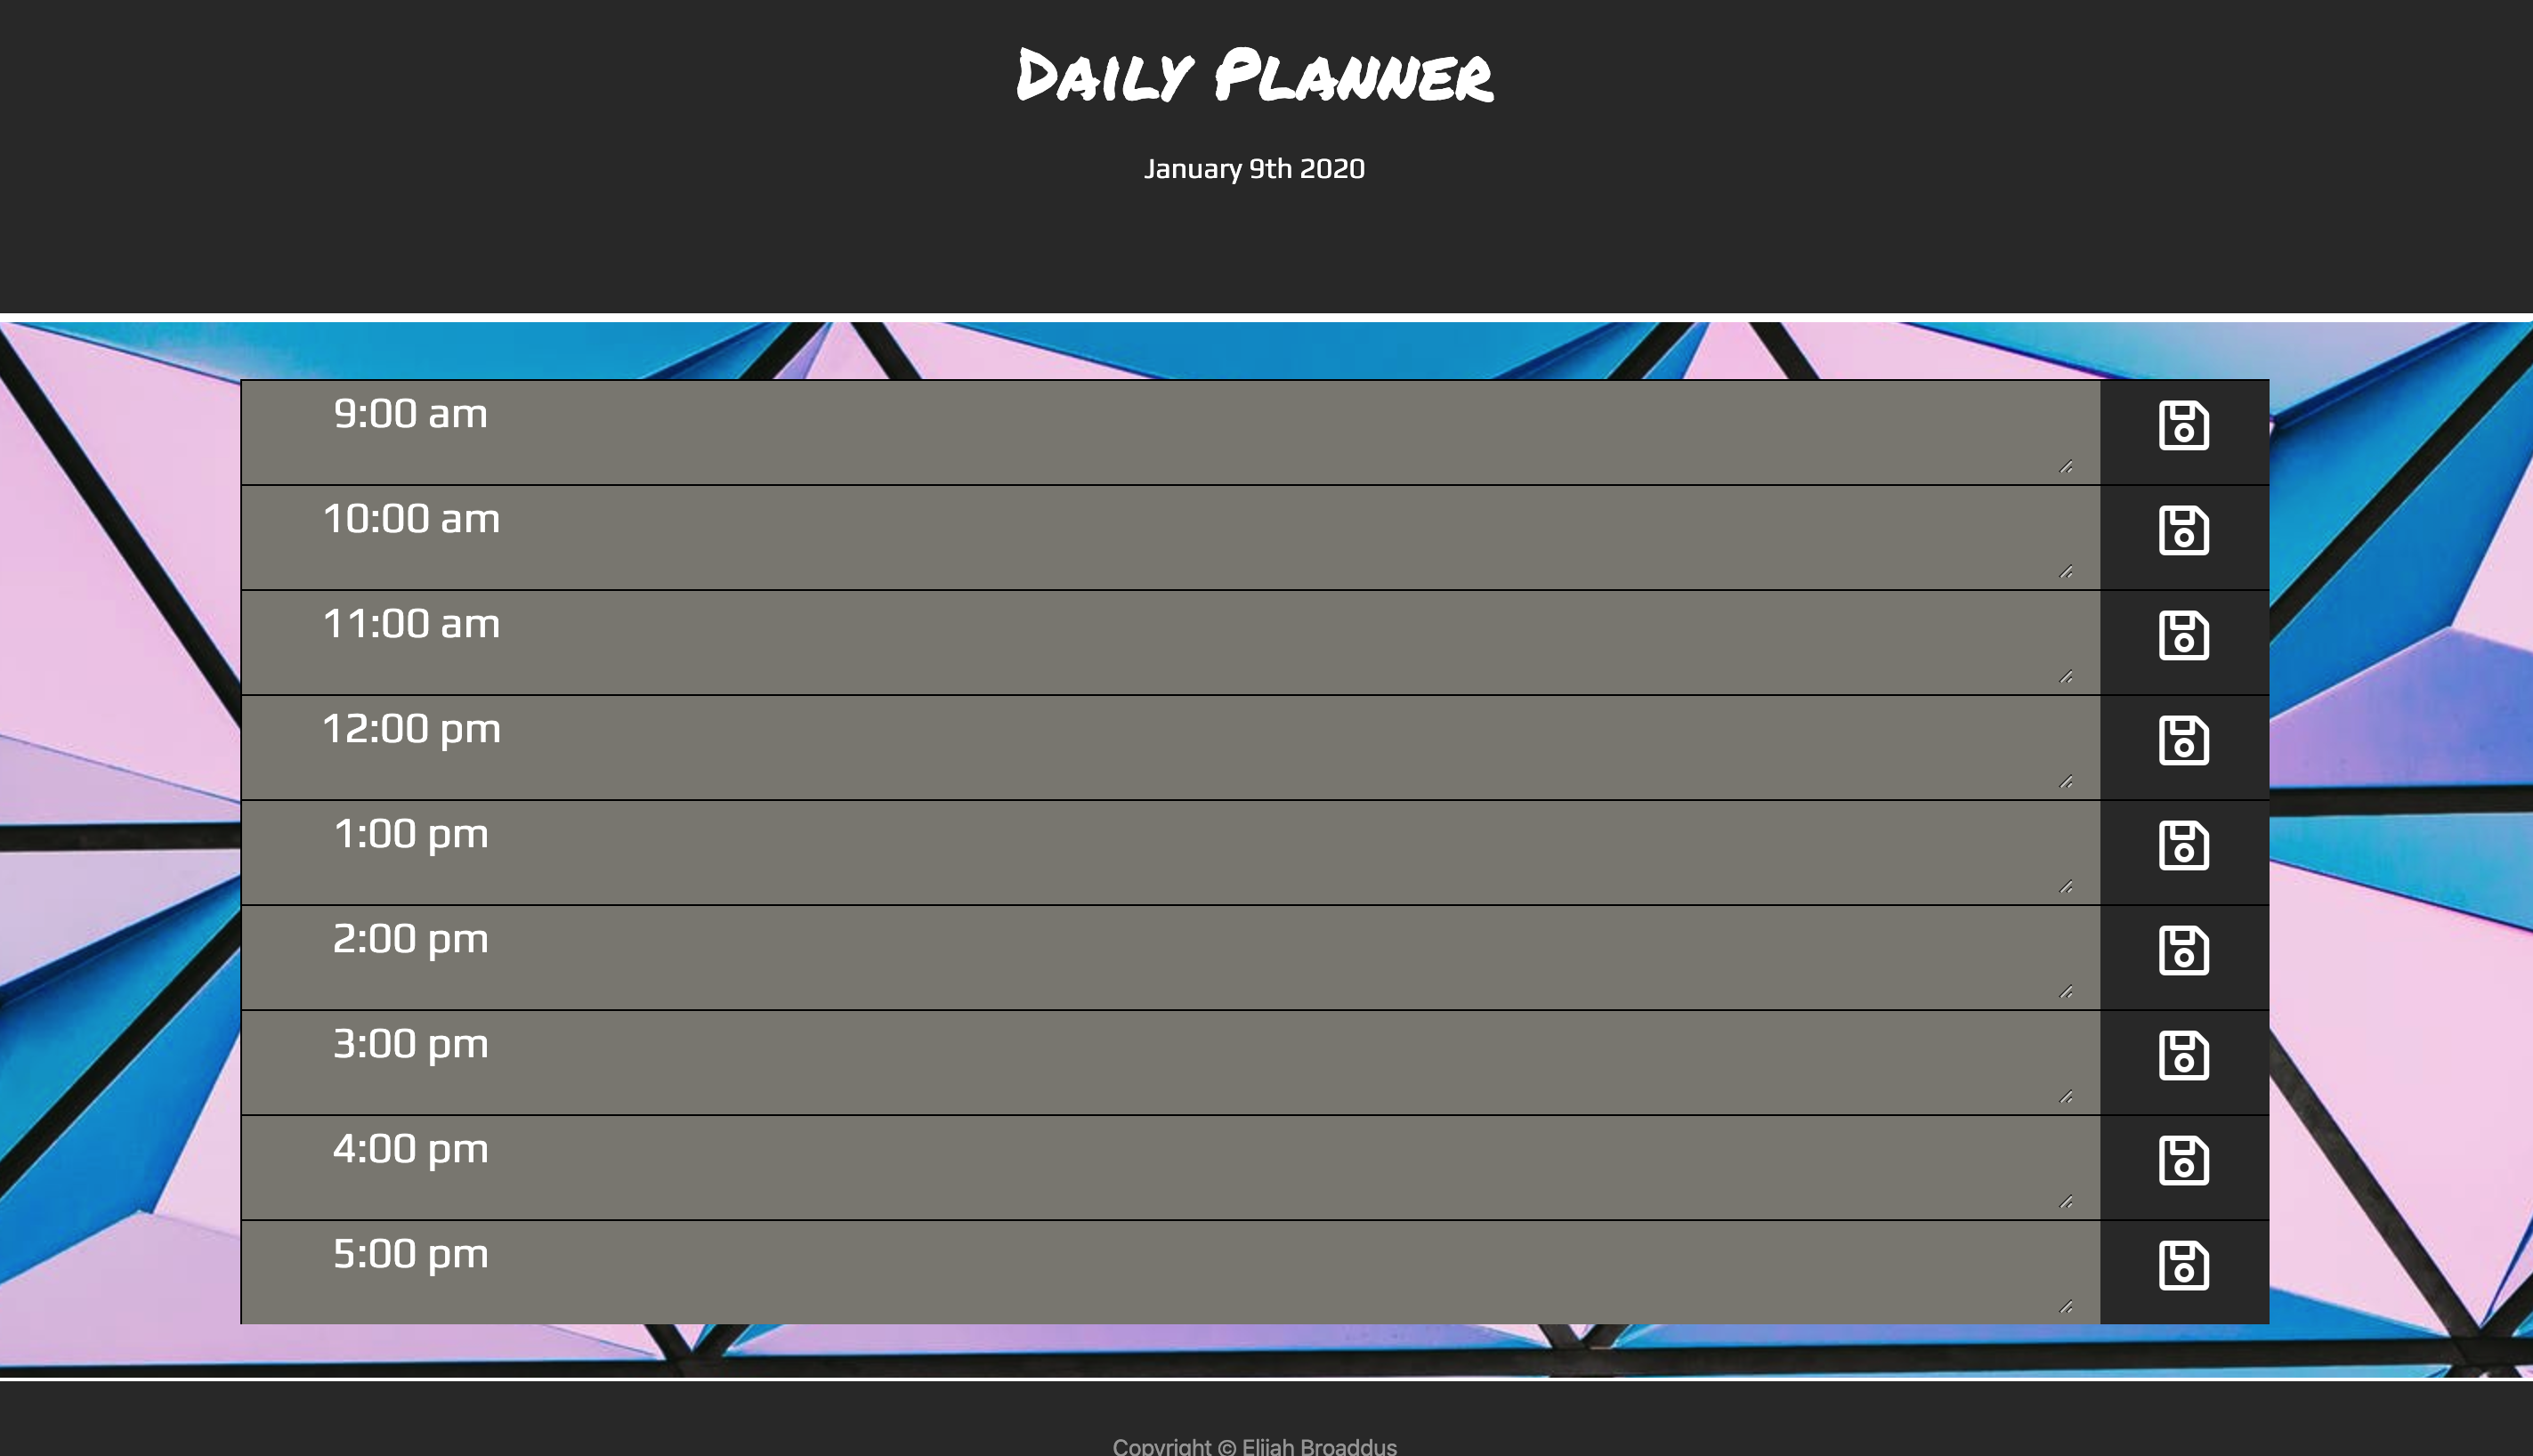 Daily Planner
January 9th 2020
9:00 am
10:00 am
11:00 am
12:00 pm
1:00 pm
2:00 pm
3:00 pm
4:00 pm
5:00 pm
Copyright © Elijah Broaddus